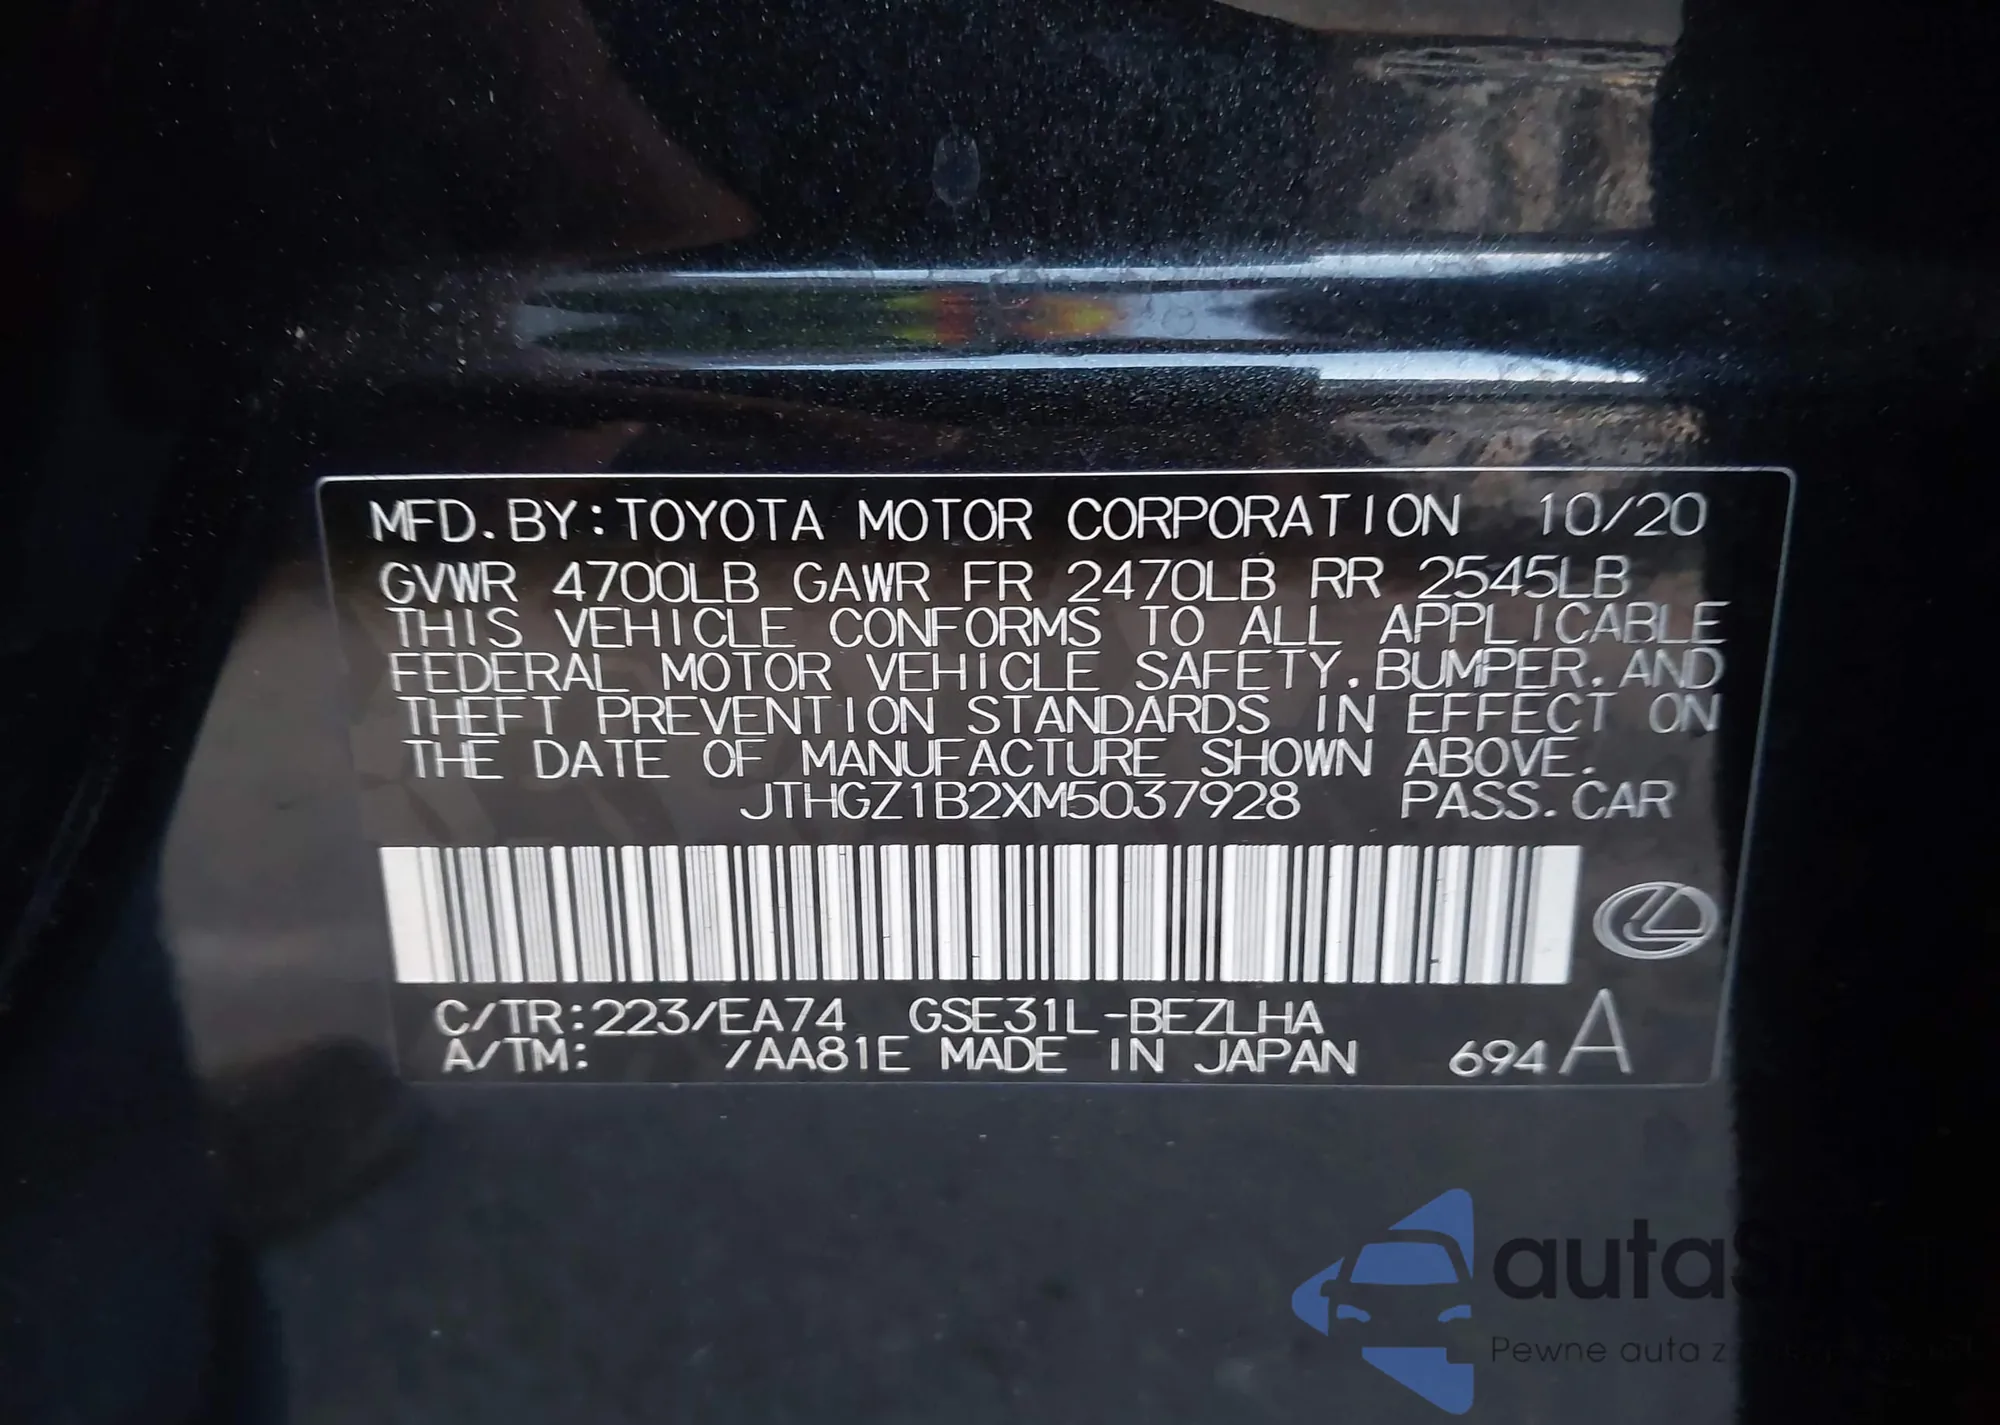 MFD. BY: TOYOTA MOTOR CORPORATION 10/20
GVWR 4700LB GAWR FR 2470LB RR 2545LB
THIS VEHICLE CONFORMS TO ALL APPLICABLE
FEDERAL MOTOR VEHICLE SAFETY, BUMPER, AND
THEFT PREVENTION STANDARDS IN EFFECT ON
THE DATE OF MANUFACTURE SHOWN ABOVE.
JTHGZ1B2XM5037928 PASS. CAR
C/TR: 223/EA74 GSE31L-BEZLHA
A/TM: /AA81E MADE IN JAPAN 694 A
Pewne auta z